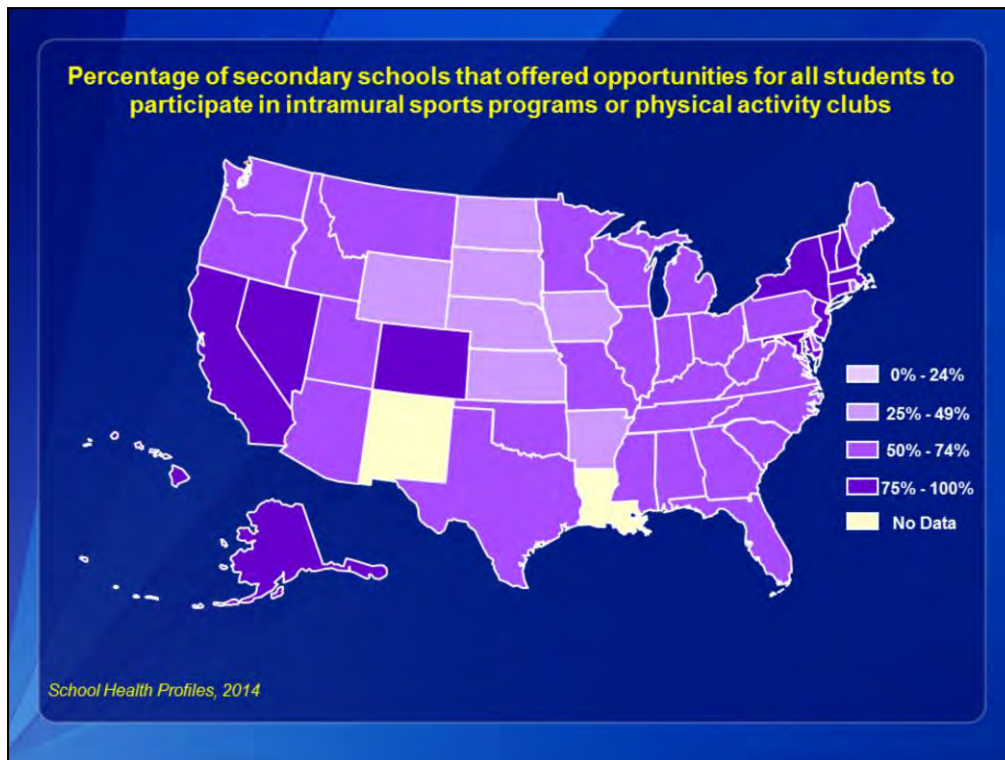 Percentage of secondary schools that offered opportunities for all students to
participate in intramural sports programs or physical activity clubs
0% - 24%
25% - 49%
50% - 74%
75% - 100%
No Data
School Health Profiles, 2014